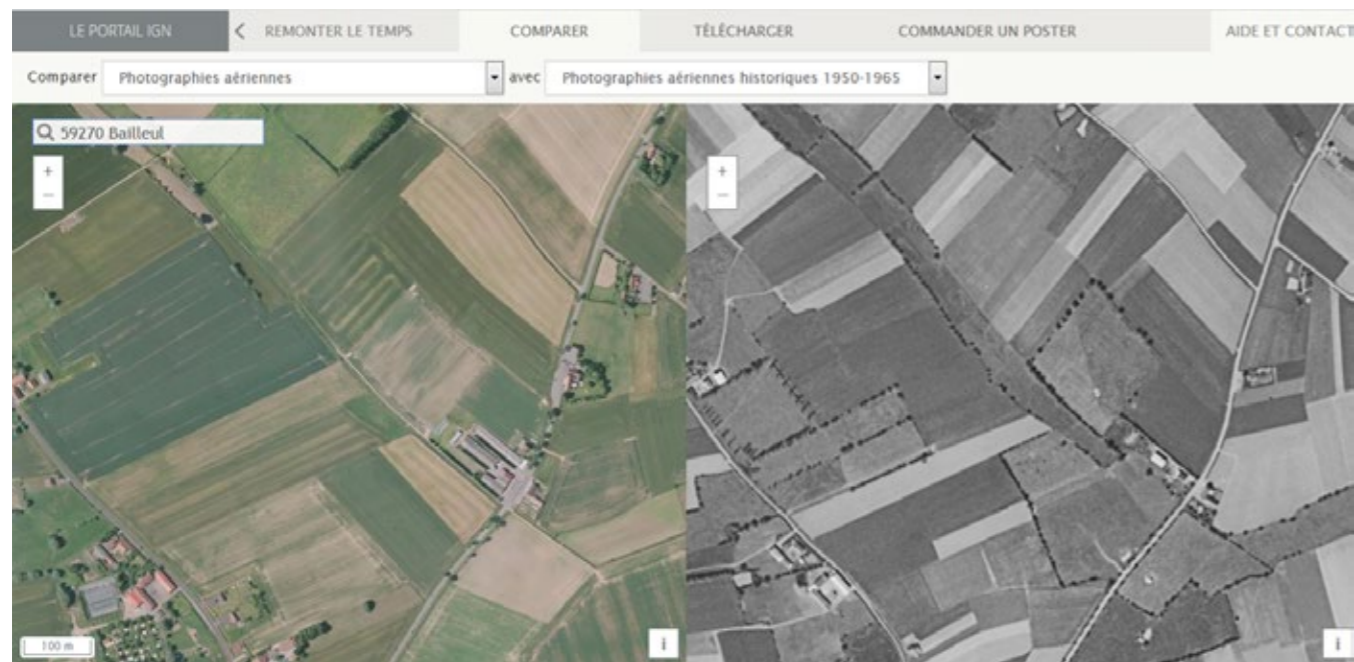 LE PORTAIL IGN < REMONTER LE TEMPS COMPARER TÉLÉCHARGER COMMANDER UN POSTER AIDE ET CONTACT
Comparer Photographies aériennes avec Photographies aériennes historiques 1950-1965
59270 Bailleul
+ +
− −
100 m i i